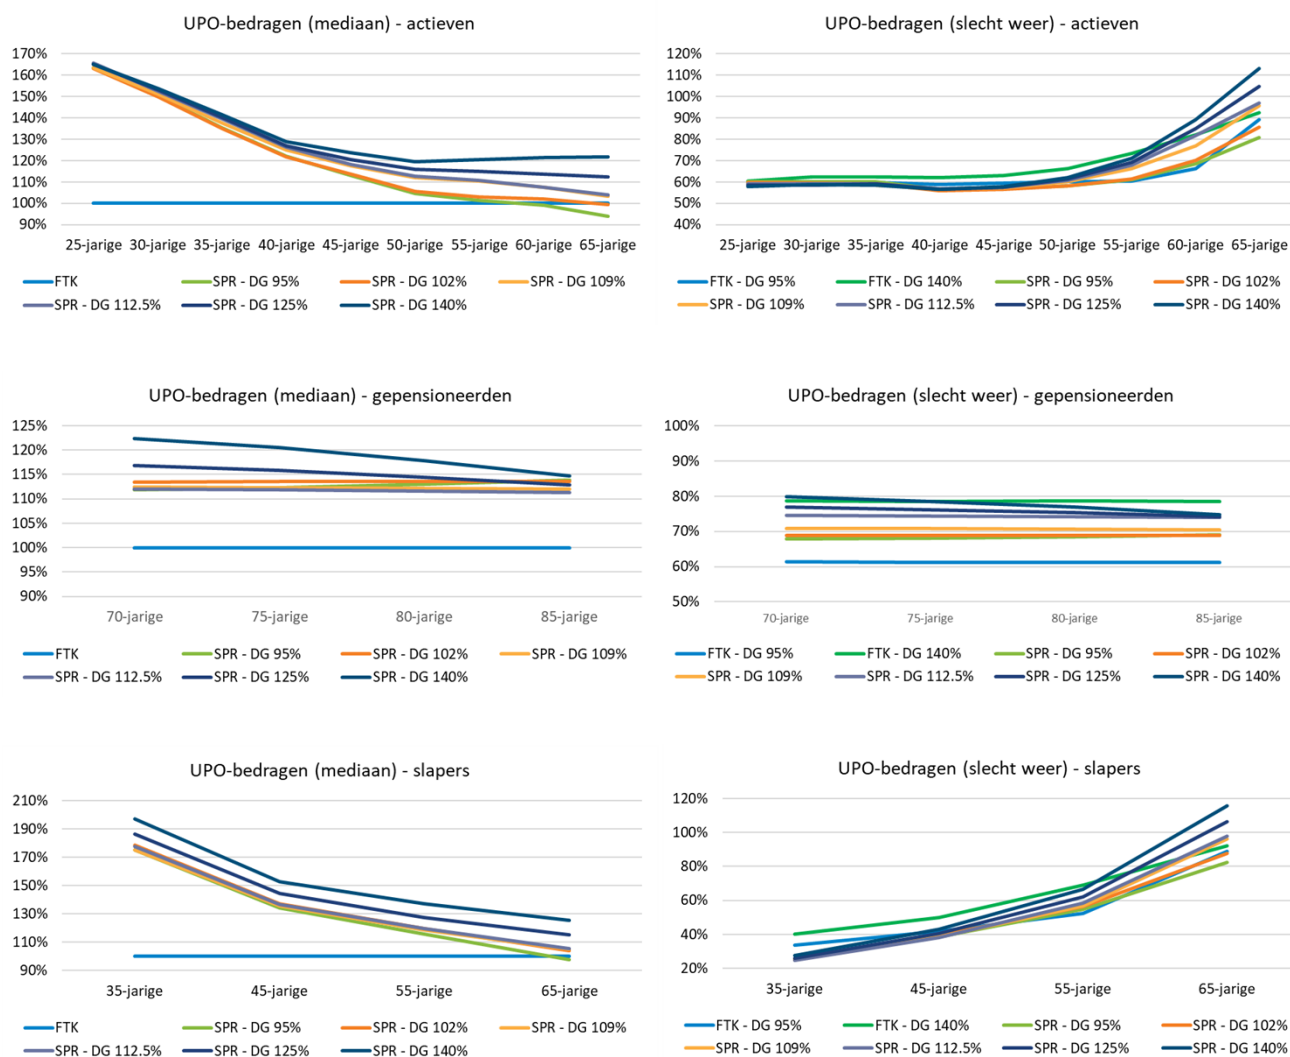 UPO-bedragen (mediaan) - actieven
170%
160%
150%
140%
130%
120%
110%
100%
90%
25-jarige 30-jarige 35-jarige 40-jarige 45-jarige 50-jarige 55-jarige 60-jarige 65-jarige
FTK SPR - DG 95% SPR - DG 102% SPR - DG 109%
SPR - DG 112.5% SPR - DG 125% SPR - DG 140%
UPO-bedragen (slecht weer) - actieven
120%
110%
100%
90%
80%
70%
60%
50%
40%
25-jarige 30-jarige 35-jarige 40-jarige 45-jarige 50-jarige 55-jarige 60-jarige 65-jarige
FTK - DG 95% FTK - DG 140% SPR - DG 95% SPR - DG 102%
SPR - DG 109% SPR - DG 112.5% SPR - DG 125% SPR - DG 140%
UPO-bedragen (mediaan) - gepensioneerden
125%
120%
115%
110%
105%
100%
95%
90%
70-jarige 75-jarige 80-jarige 85-jarige
FTK SPR - DG 95% SPR - DG 102% SPR - DG 109%
SPR - DG 112.5% SPR - DG 125% SPR - DG 140%
UPO-bedragen (slecht weer) - gepensioneerden
100%
90%
80%
70%
60%
50%
70-jarige 75-jarige 80-jarige 85-jarige
FTK - DG 95% FTK - DG 140% SPR - DG 95% SPR - DG 102%
SPR - DG 109% SPR - DG 112.5% SPR - DG 125% SPR - DG 140%
UPO-bedragen (mediaan) - slapers
210%
190%
170%
150%
130%
110%
90%
35-jarige 45-jarige 55-jarige 65-jarige
FTK SPR - DG 95% SPR - DG 102% SPR - DG 109%
SPR - DG 112.5% SPR - DG 125% SPR - DG 140%
UPO-bedragen (slecht weer) - slapers
120%
100%
80%
60%
40%
20%
35-jarige 45-jarige 55-jarige 65-jarige
FTK - DG 95% FTK - DG 140% SPR - DG 95% SPR - DG 102%
SPR - DG 109% SPR - DG 112.5% SPR - DG 125% SPR - DG 140%